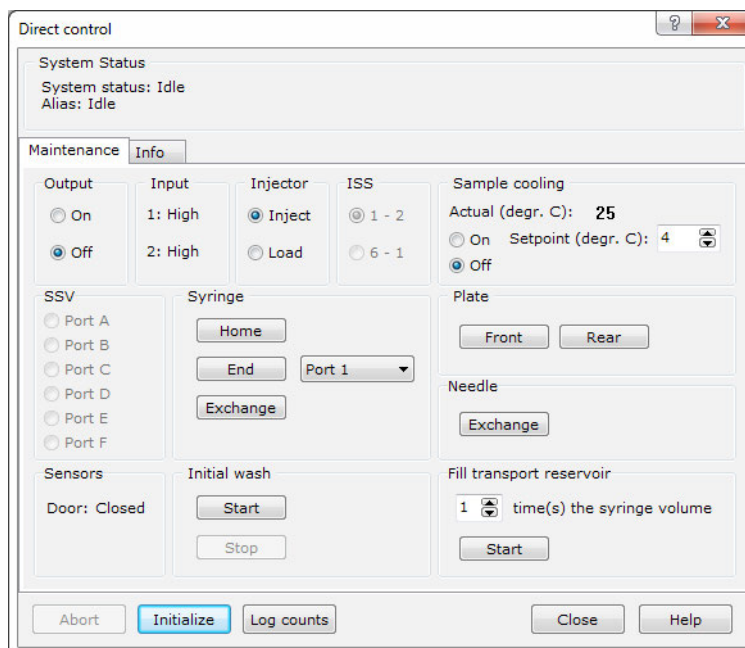 Direct control
System Status
System status: Idle
Alias: Idle
Maintenance Info
Output Input Injector ISS Sample cooling
On 1: High Inject 1 - 2 Actual (degr. C): 25
On Setpoint (degr. C): 4
Off 2: High Load 6 - 1 Off
SSV Syringe Plate
Port A
Port B
Port C
Port D
Port E
Port F
Home
End Port 1
Exchange
Front Rear
Needle
Exchange
Sensors Initial wash Fill transport reservoir
Door: Closed Start 1 time(s) the syringe volume
Stop Start
Abort Initialize Log counts Close Help